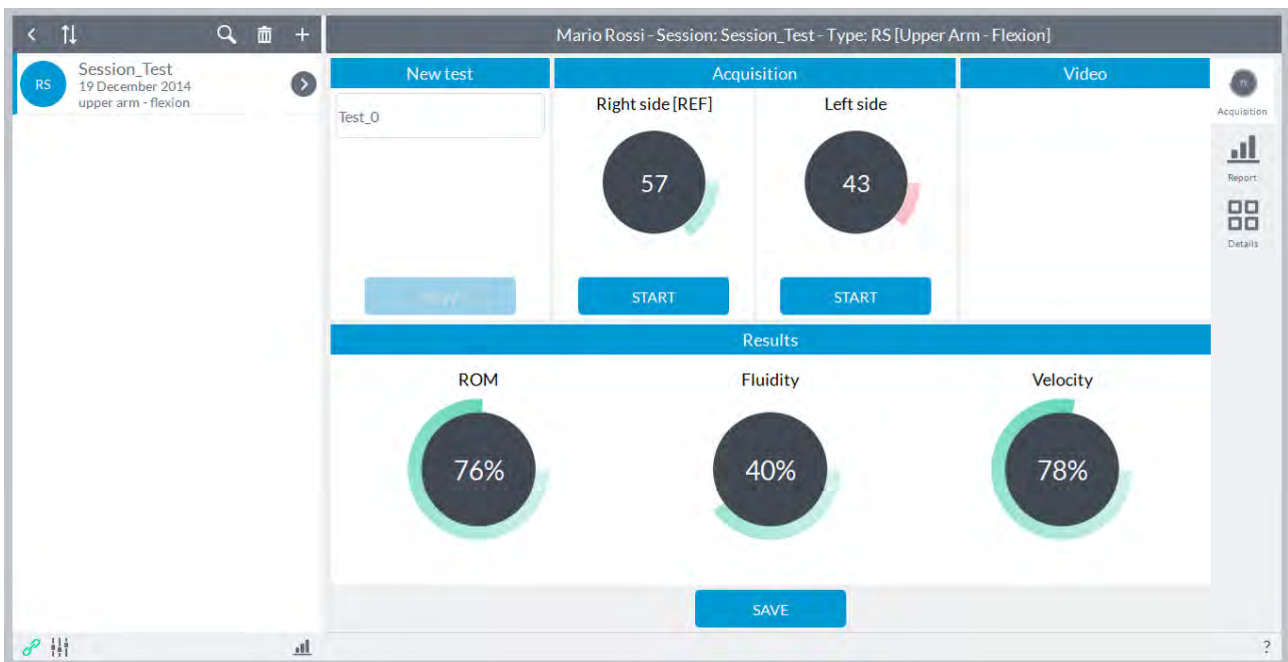 Mario Rossi - Session: Session_Test - Type: RS [Upper Arm - Flexion]
RS
Session_Test
19 December 2014
upper arm - flexion
New test
Acquisition
Video
Test_0
Right side [REF]
Left side
57
43
START
START
Results
ROM
Fluidity
Velocity
76%
40%
78%
SAVE
Acquisition
Report
Details
?